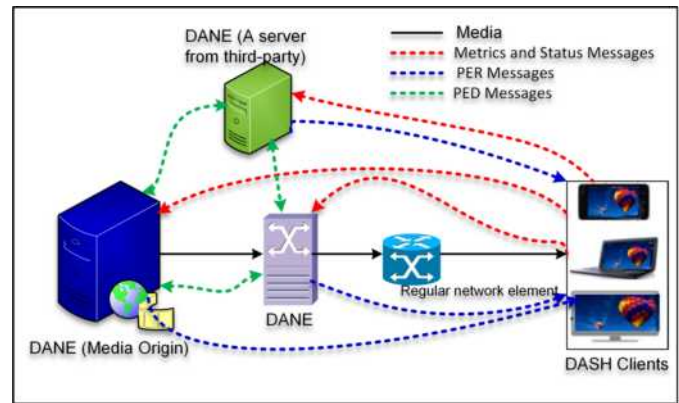 DANE (A server
from third-party)
Media
Metrics and Status Messages
PER Messages
PED Messages
Regular network element
DANE
DANE (Media Origin)
DASH Clients